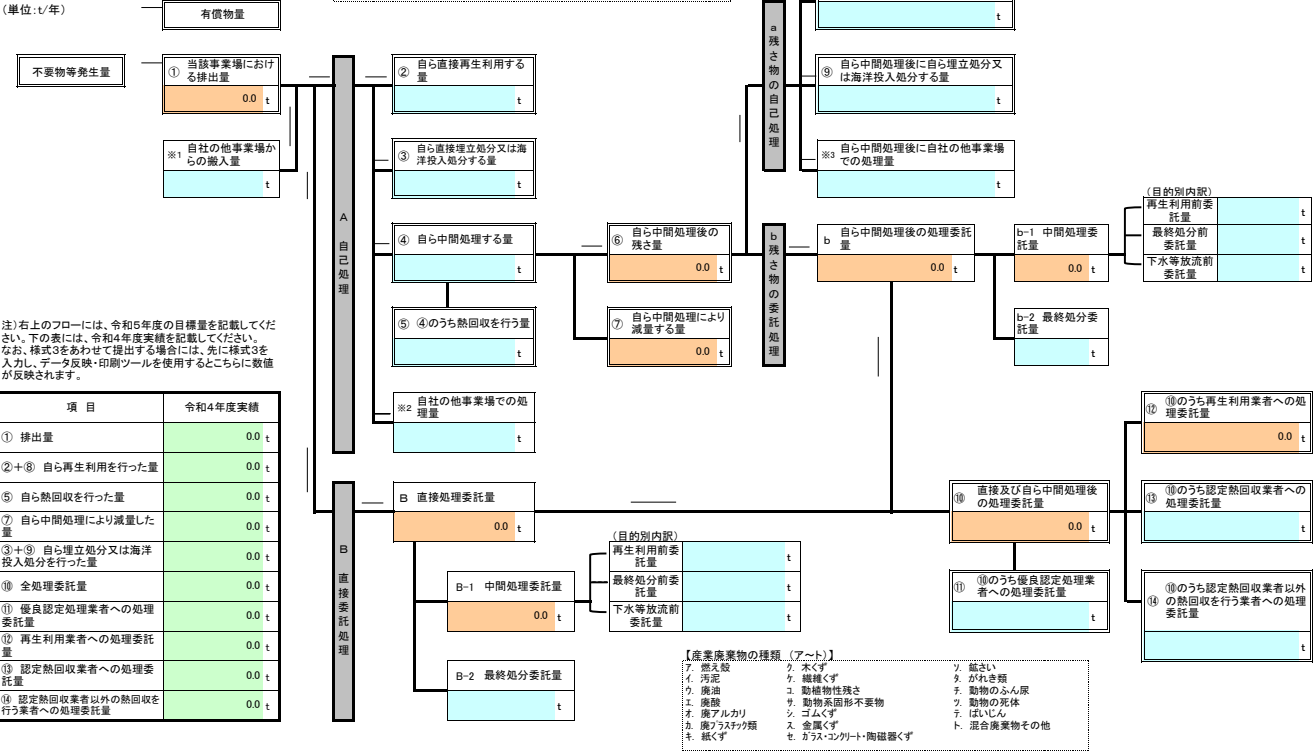 (単位:t/年)
有償物量
不要物等発生量
① 当該事業場におけ
る排出量
0.0 t
※1 自社の他事業場か
らの搬入量
t
A 自己処理
② 自ら直接再生利用する
量
t
③ 自ら直接埋立処分又は海
洋投入処分する量
t
④ 自ら中間処理する量
t
⑤ ④のうち熱回収を行う量
t
※2 自社の他事業場での処
理量
t
⑥ 自ら中間処理後の
残さ量
0.0 t
⑦ 自ら中間処理により
減量する量
0.0 t
a 残さ物の自己処理
t
⑨ 自ら中間処理後に自ら埋立処分又
は海洋投入処分する量
t
※3 自ら中間処理後に自社の他事業場
での処理量
t
b 残さ物の委託処理
b 自ら中間処理後の処理委託
量
0.0 t
b-1 中間処理委
託量
0.0 t
(目的別内訳)
再生利用前委
託量
t
最終処分前
委託量
t
下水等放流前
委託量
t
b-2 最終処分委
託量
t
注)右上のフローには、令和5年度の目標量を記載してくだ
さい。下の表には、令和4年度実績を記載してください。
なお、様式3をあわせて提出する場合には、先に様式3を
入力し、データ反映・印刷ツールを使用するとこちらに数値
が反映されます。
項 目 令和4年度実績
① 排出量 0.0 t
②+⑧ 自ら再生利用を行った量 0.0 t
⑤ 自ら熱回収を行った量 0.0 t
⑦ 自ら中間処理により減量した
量 0.0 t
③+⑨ 自ら埋立処分又は海洋
投入処分を行った量 0.0 t
⑩ 全処理委託量 0.0 t
⑪ 優良認定処理業者への処理
委託量 0.0 t
⑫ 再生利用業者への処理委託
量 0.0 t
⑬ 認定熱回収業者への処理委
託量 0.0 t
⑭ 認定熱回収業者以外の熱回収を
行う業者への処理委託量 0.0 t
B 直接委託処理
B 直接処理委託量
0.0 t
B-1 中間処理委託量
0.0 t
(目的別内訳)
再生利用前委
託量
t
最終処分前委
託量
t
下水等放流前
委託量
t
B-2 最終処分委託量
t
⑩ 直接及び自ら中間処理後
の処理委託量
0.0 t
⑪ ⑩のうち優良認定処理業
者への処理委託量
t
⑫ ⑩のうち再生利用業者への処
理委託量
0.0 t
⑬ ⑩のうち認定熱回収業者への
処理委託量
t
⑭ ⑩のうち認定熱回収業者以外
の熱回収を行う業者への処理
委託量
t
【産業廃棄物の種類 (ア~ト)】
ア. 燃え殻
イ. 汚泥
ウ. 廃油
エ. 廃酸
オ. 廃アルカリ
カ. 廃プラスチック類
キ. 紙くず
ク. 木くず
ケ. 繊維くず
コ. 動植物性残さ
サ. 動物系固形不要物
シ. ゴムくず
ス. 金属くず
セ. ガラス・コンクリート・陶磁器くず
ソ. 鉱さい
タ. がれき類
チ. 動物のふん尿
ツ. 動物の死体
テ. ばいじん
ト. 混合廃棄物その他